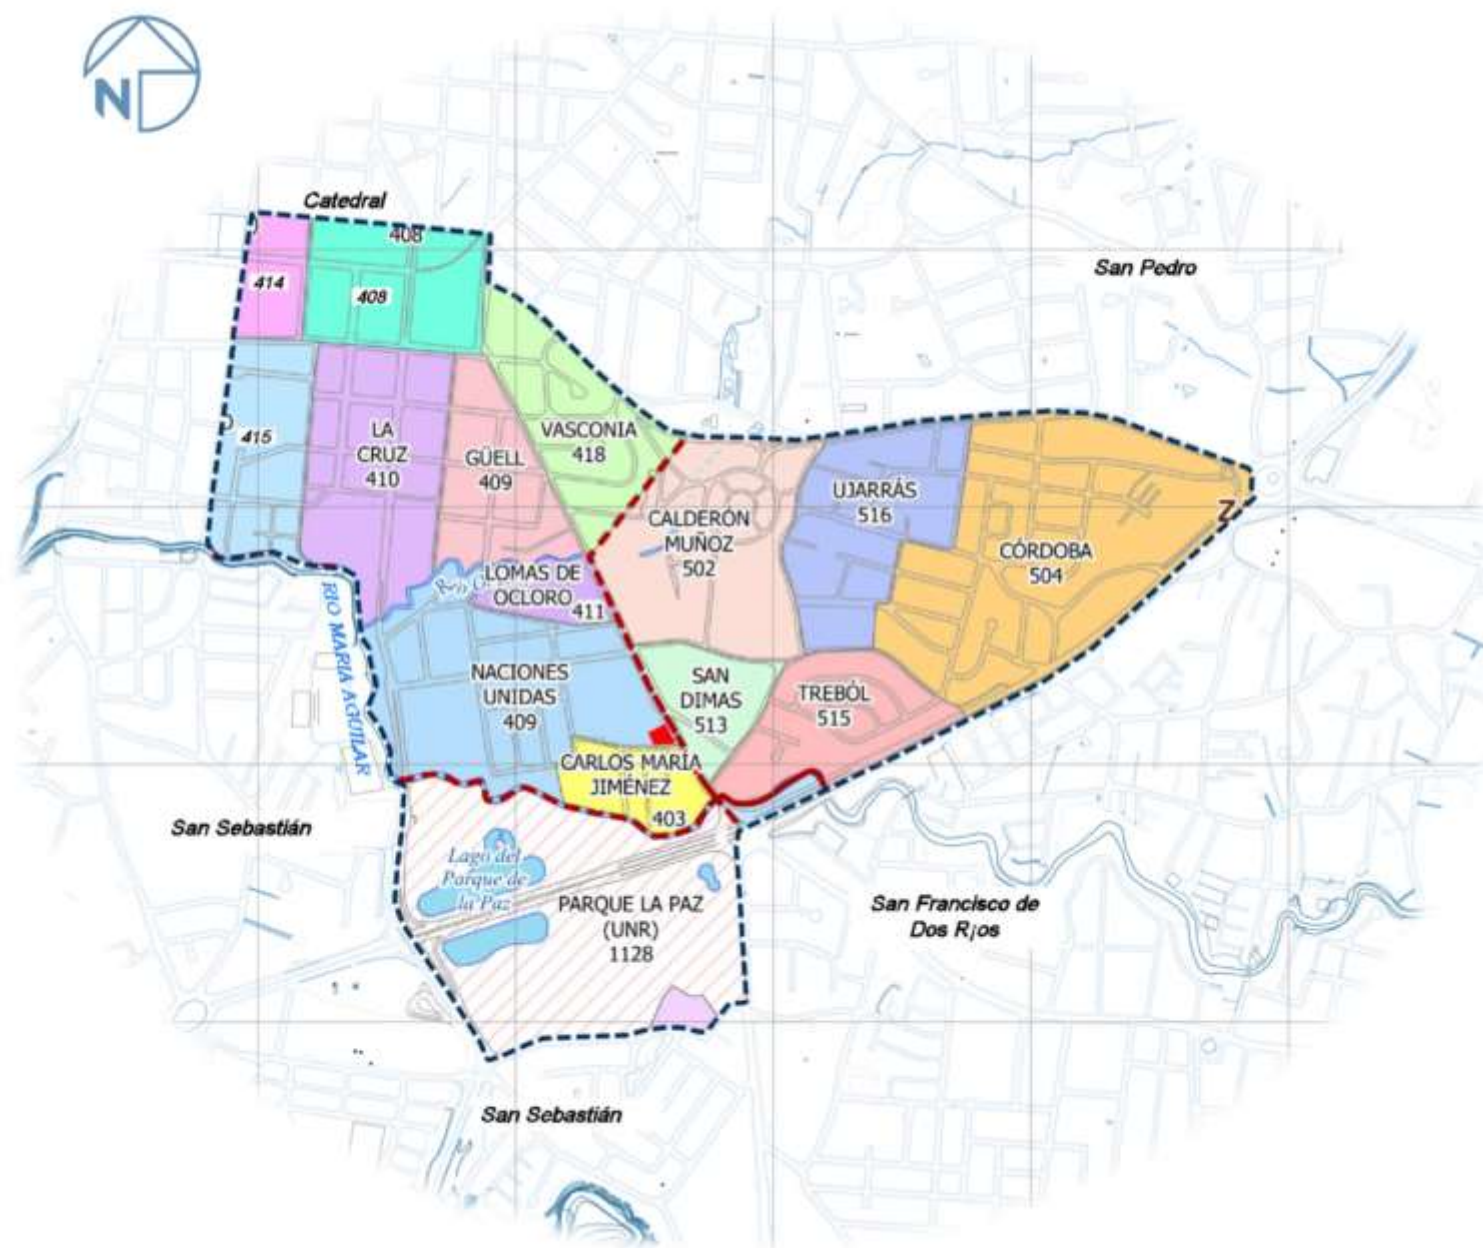 N
Catedral
408
San Pedro
414
408
415
LA
CRUZ
410
GÜELL
409
VASCONIA
418
UJARRÁS
516
CALDERÓN
MUÑOZ
502
CÓRDOBA
504
Z
LOMAS DE
OCLORO
411
RIO MARIA AGUILAR
NACIONES
UNIDAS
409
SAN
DIMAS
513
TREBÓL
515
CARLOS MARÍA
JIMÉNEZ
403
San Sebastián
Lago del
Parque de
la Paz
PARQUE LA PAZ
(UNR)
1128
San Francisco de
Dos R¡os
San Sebastián